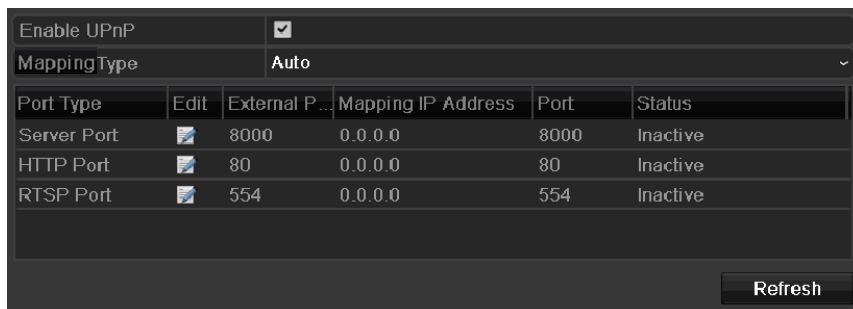 Enable UPnP
Mapping Type Auto
Port Type Edit External P... Mapping IP Address Port Status
Server Port 8000 0.0.0.0 8000 Inactive
HTTP Port 80 0.0.0.0 80 Inactive
RTSP Port 554 0.0.0.0 554 Inactive
Refresh